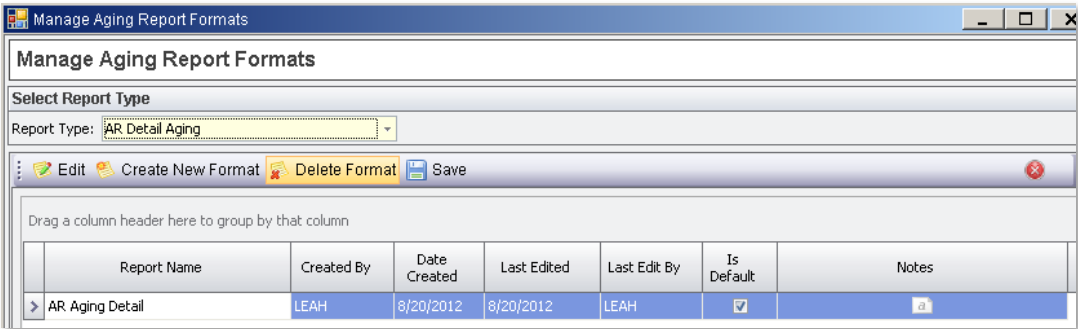 Manage Aging Report Formats
Manage Aging Report Formats
Select Report Type
Report Type: AR Detail Aging
Edit Create New Format Delete Format Save
Drag a column header here to group by that column
Report Name Created By Date Created Last Edited Last Edit By Is Default Notes
AR Aging Detail LEAH 8/20/2012 8/20/2012 LEAH a